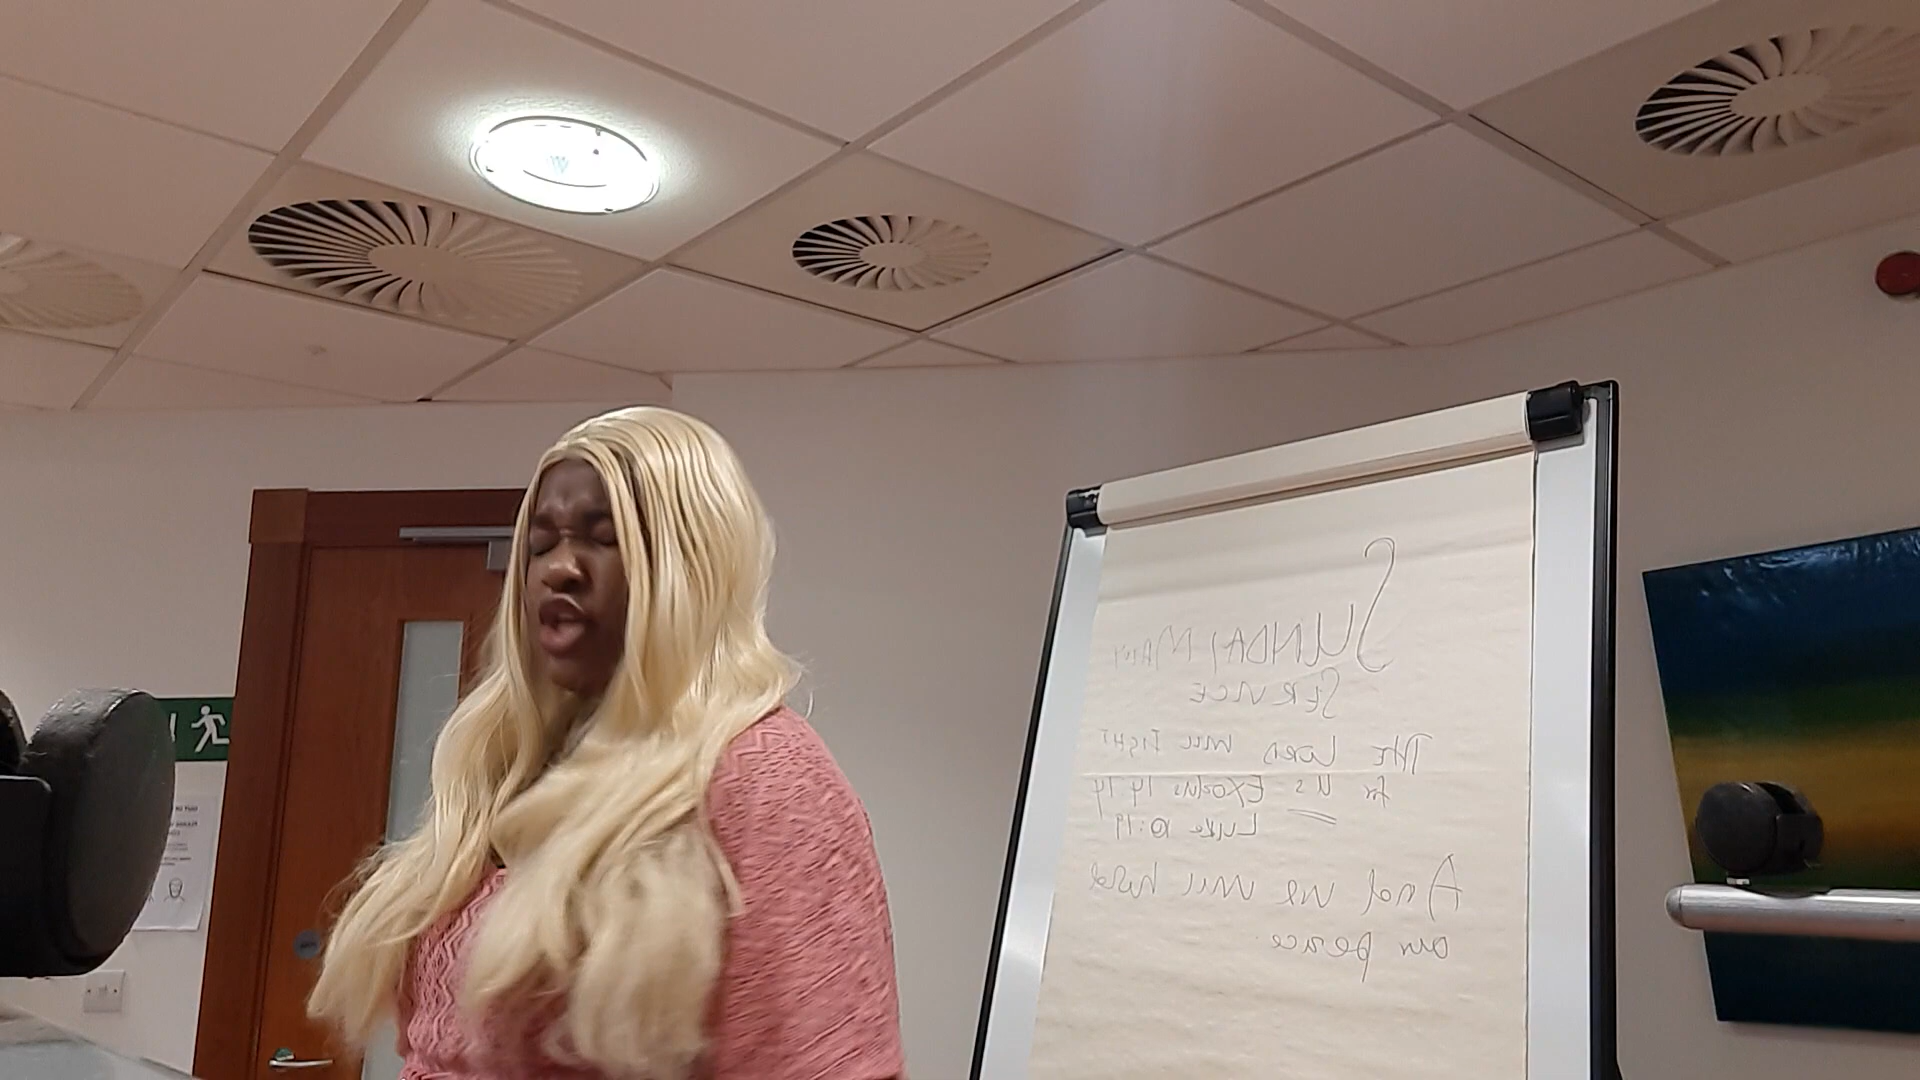 SUNDAY MANY
SERVICE
THE LORD will FIGHT
for US EXODUS 14 14
LUKE 10:19
And we will hold
our peace